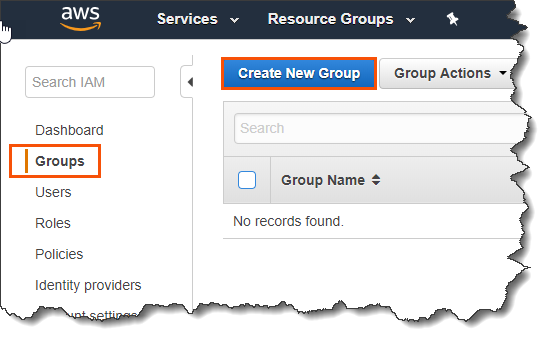 aws Services Resource Groups
Search IAM
Dashboard
Groups
Users
Roles
Policies
Identity providers
Create New Group Group Actions
Search
Group Name
No records found.